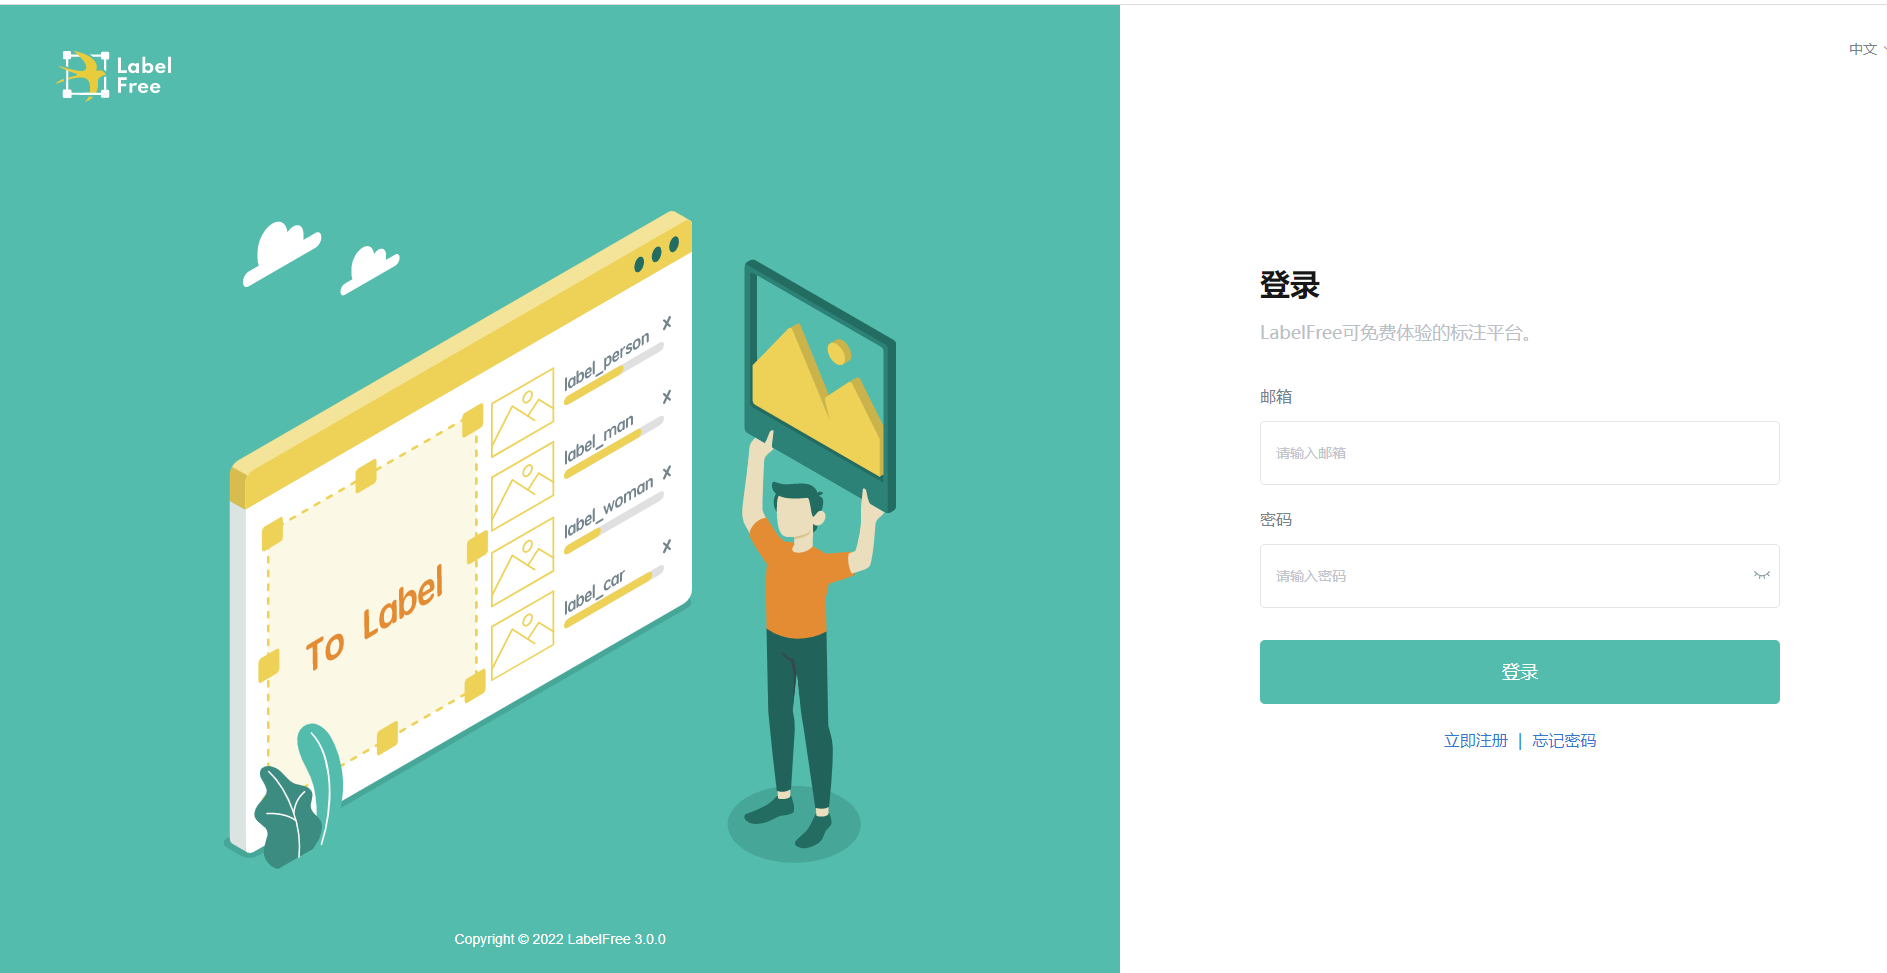 Label
Free
中文
label_person
label_man
label_woman
label_car
To Label
Copyright © 2022 LabelFree 3.0.0
登录
LabelFree可免费体验的标注平台。
邮箱
请输入邮箱
密码
请输入密码
登录
立即注册 | 忘记密码